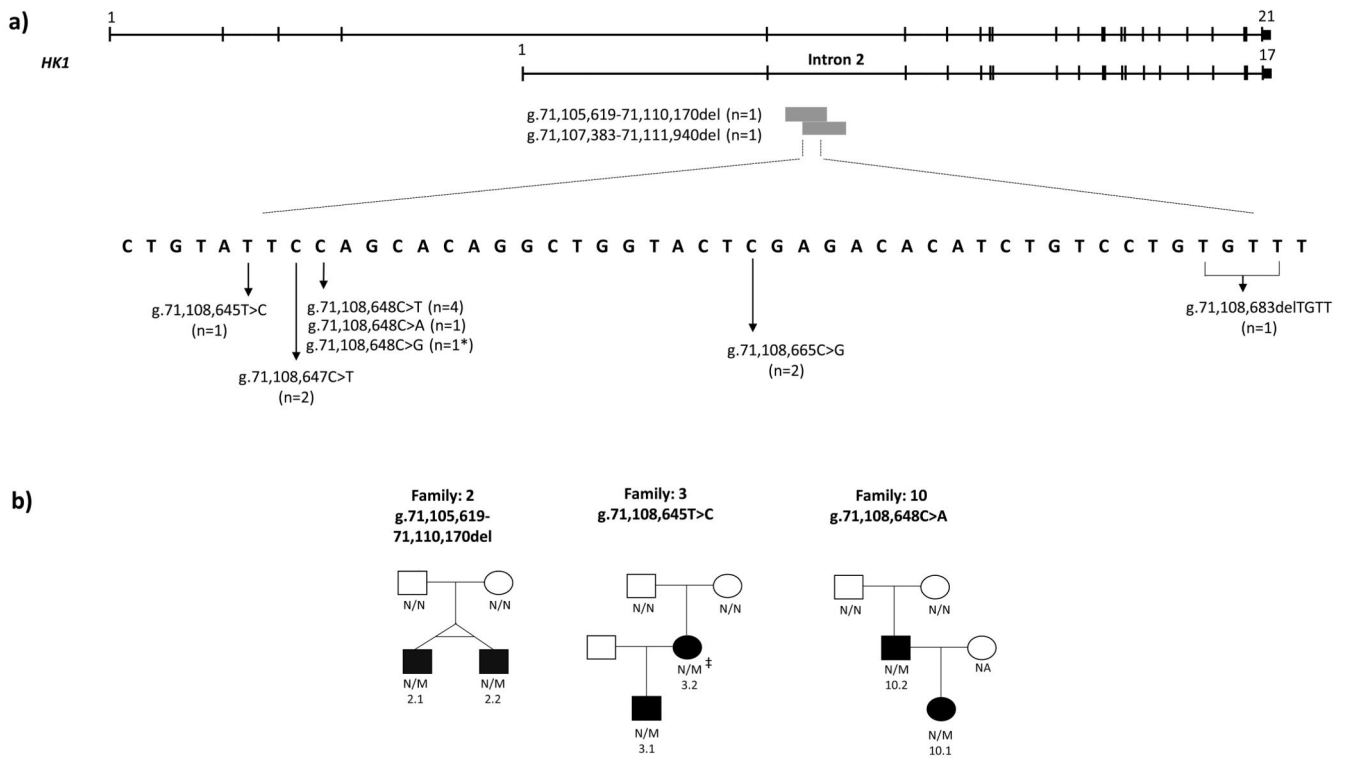 a)
1
21
HK1
1
Intron 2
17
g.71,105,619-71,110,170del (n=1)
g.71,107,383-71,111,940del (n=1)
C T G T A T T C C A G C A C A G G C T G G T A C T C G A G A C A C A T C T G T C C T G T G T T T
g.71,108,645T>C
(n=1)
g.71,108,648C>T (n=4)
g.71,108,648C>A (n=1)
g.71,108,648C>G (n=1*)
g.71,108,647C>T
(n=2)
g.71,108,665C>G
(n=2)
g.71,108,683delTGTT
(n=1)
b)
Family: 2
g.71,105,619-
71,110,170del
N/N N/N
N/M N/M
2.1 2.2
Family: 3
g.71,108,645T>C
N/N N/N
N/M ‡
3.2
N/M
3.1
Family: 10
g.71,108,648C>A
N/N N/N
N/M NA
10.2
N/M
10.1